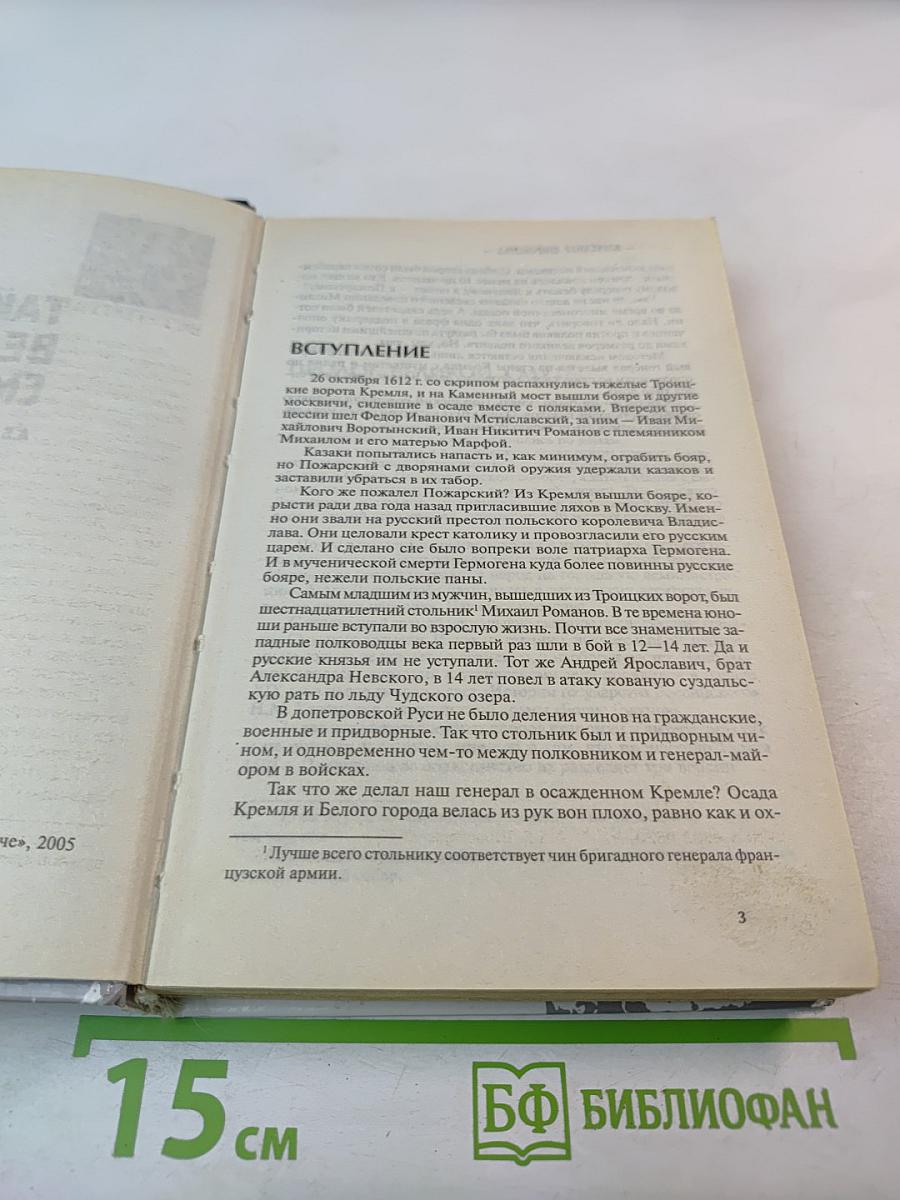 че», 2005
ВСТУПЛЕНИЕ
26 октября 1612 г. со скрипом распахнулись тяжелые Троиц-
кие ворота Кремля, и на Каменный мост вышли бояре и другие
москвичи, сидевшие в осаде вместе с поляками. Впереди про-
цессии шел Федор Иванович Мстиславский, за ним — Иван Ми-
хайлович Воротынский, Иван Никитич Романов с племянником
Михаилом и его матерью Марфой.
Казаки попытались напасть и, как минимум, ограбить бояр,
но Пожарский с дворянами силой оружия удержали казаков и
заставили убраться в их табор.
Кого же пожалел Пожарский? Из Кремля вышли бояре, ко-
рысти ради два года назад пригласившие ляхов в Москву. Имен-
но они звали на русский престол польского королевича Владис-
лава. Они целовали крест католику и провозгласили его русским
царем. И сделано сие было вопреки воле патриарха Гермогена.
И в мученической смерти Гермогена куда более повинны русские
бояре, нежели польские паны.
Самым младшим из мужчин, вышедших из Троицких ворот, был
шестнадцатилетний стольник¹ Михаил Романов. В те времена юно-
ши раньше вступали во взрослую жизнь. Почти все знаменитые за-
падные полководцы века первый раз шли в бой в 12—14 лет. Да и
русские князья им не уступали. Тот же Андрей Ярославич, брат
Александра Невского, в 14 лет повел в атаку кованую суздальс-
кую рать по льду Чудского озера.
В допетровской Руси не было деления чинов на гражданские,
военные и придворные. Так что стольник был и придворным чи-
ном, и одновременно чем-то между полковником и генерал-май-
ором в войсках.
Так что же делал наш генерал в осажденном Кремле? Осада
Кремля и Белого города велась из рук вон плохо, равно как и ох-
¹ Лучше всего стольнику соответствует чин бригадного генерала фран-
цузской армии.
3
15 см
БФ БИБЛИОФАН